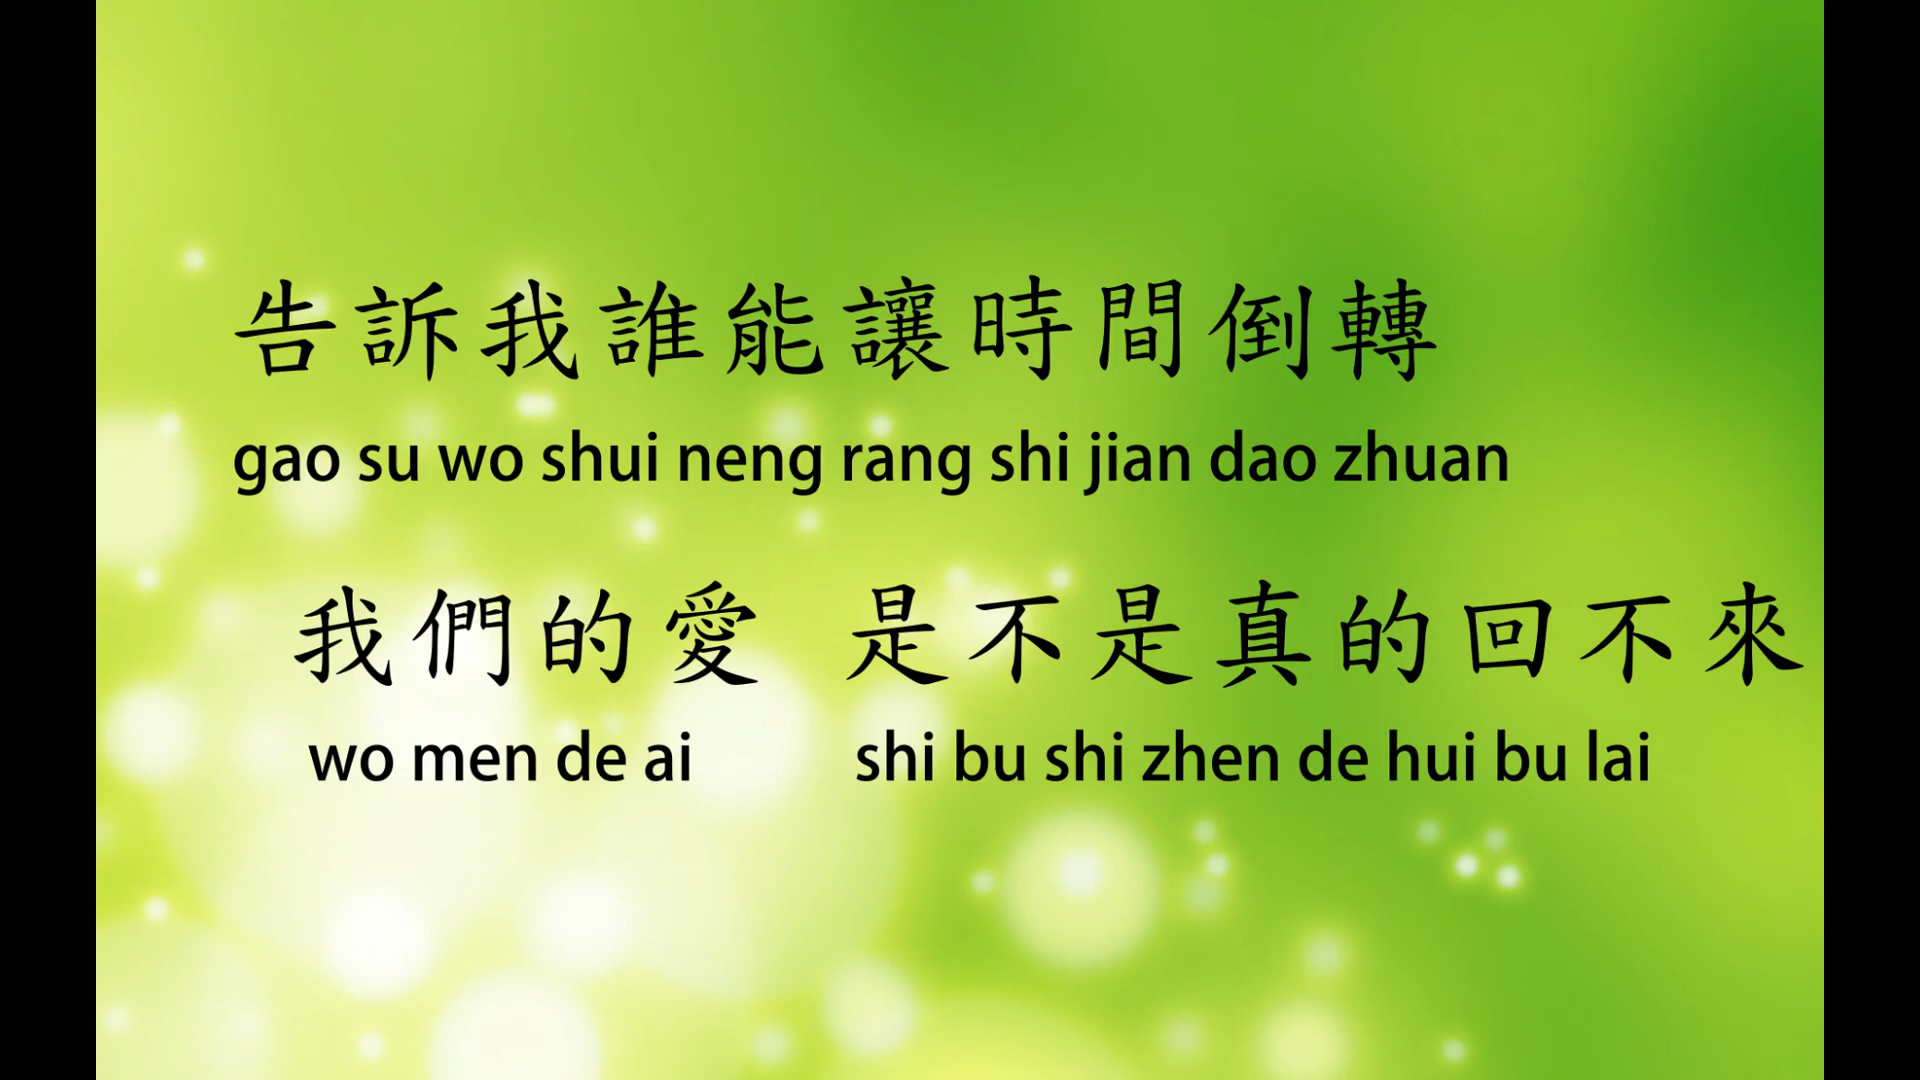 告訴我誰能讓時間倒轉
gao su wo shui neng rang shi jian dao zhuan
我們的愛 是不是真的回不來
wo men de ai shi bu shi zhen de hui bu lai